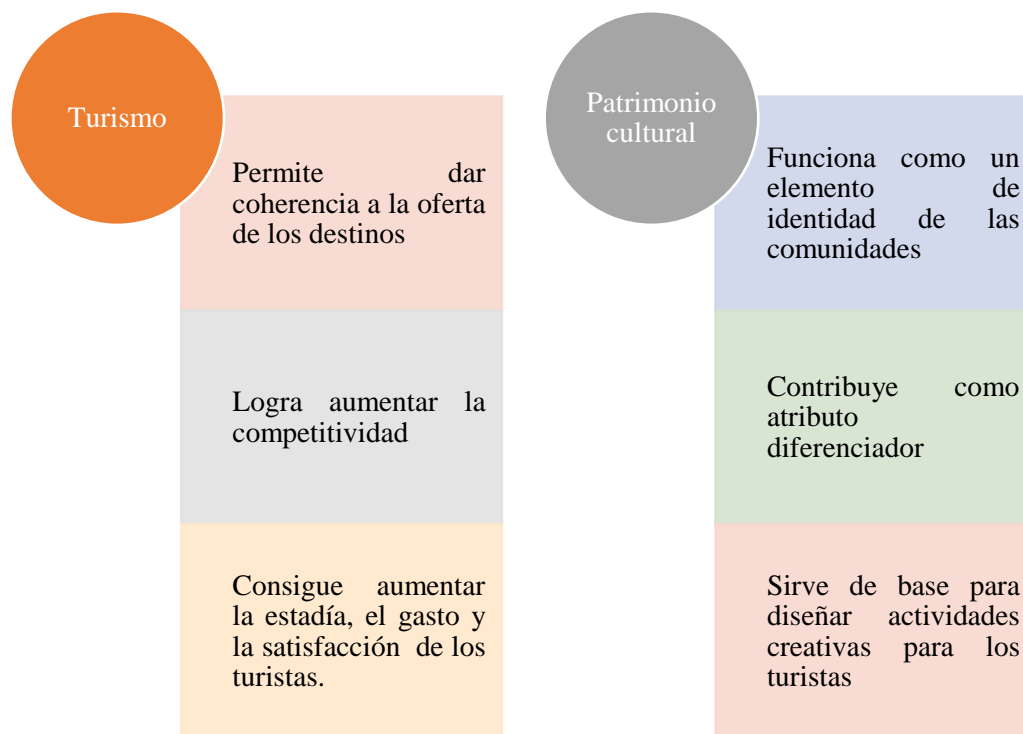 Turismo
Permite dar
coherencia a la oferta
de los destinos
Logra aumentar la
competitividad
Consigue aumentar
la estadía, el gasto y
la satisfacción de los
turistas.
Patrimonio
cultural
Funciona como un
elemento de
identidad de las
comunidades
Contribuye como
atributo
diferenciador
Sirve de base para
diseñar actividades
creativas para los
turistas